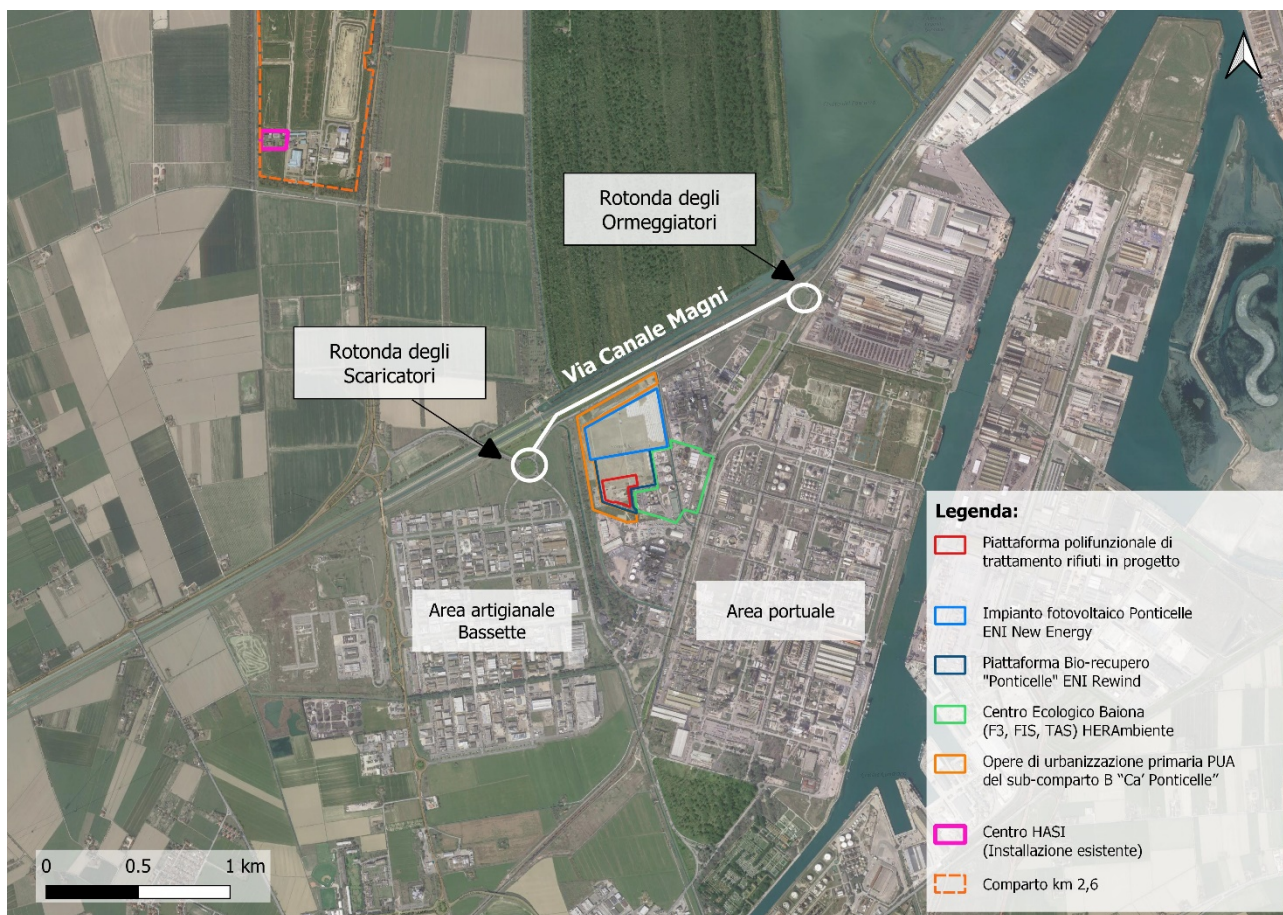 Rotonda degli
Ormeggiatori
Via Canale Magni
Rotonda degli
Scaricatori
Area artigianale
Bassette
Area portuale
Legenda:
Piattaforma polifunzionale di
trattamento rifiuti in progetto
Impianto fotovoltaico Ponticelle
ENI New Energy
Piattaforma Bio-recupero
"Ponticelle" ENI Rewind
Centro Ecologico Baiona
(F3, FIS, TAS) HERAmbiente
Opere di urbanizzazione primaria PUA
del sub-comparto B “Ca’ Ponticelle”
Centro HASI
(Installazione esistente)
Comparto km 2,6
0 0.5 1 km